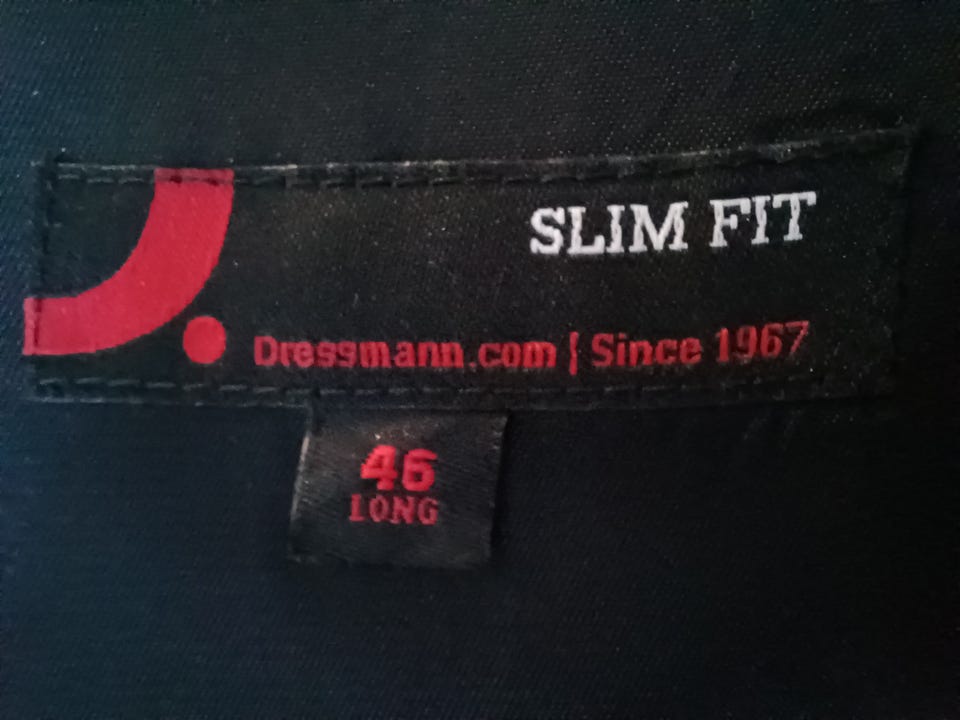 SLIM FIT
Dressmann.com | Since 1967
46
LONG